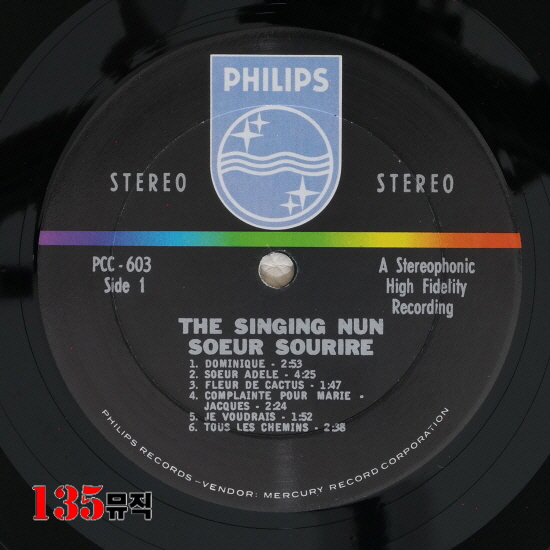 PHILIPS
STEREO STEREO
PCC - 603
Side 1
A Stereophonic
High Fidelity
Recording
THE SINGING NUN
SOEUR SOURIRE
1. DOMINIQUE - 2:53
2. SOEUR ADELE - 4:25
3. FLEUR DE CACTUS - 1:47
4. COMPLAINTE POUR MARIE -
JACQUES - 2:24
5. JE VOUDRAIS - 1:52
6. TOUS LES CHEMINS - 2:38
PHILIPS RECORDS ~ VENDOR: MERCURY RECORD CORPORATION
135뮤직